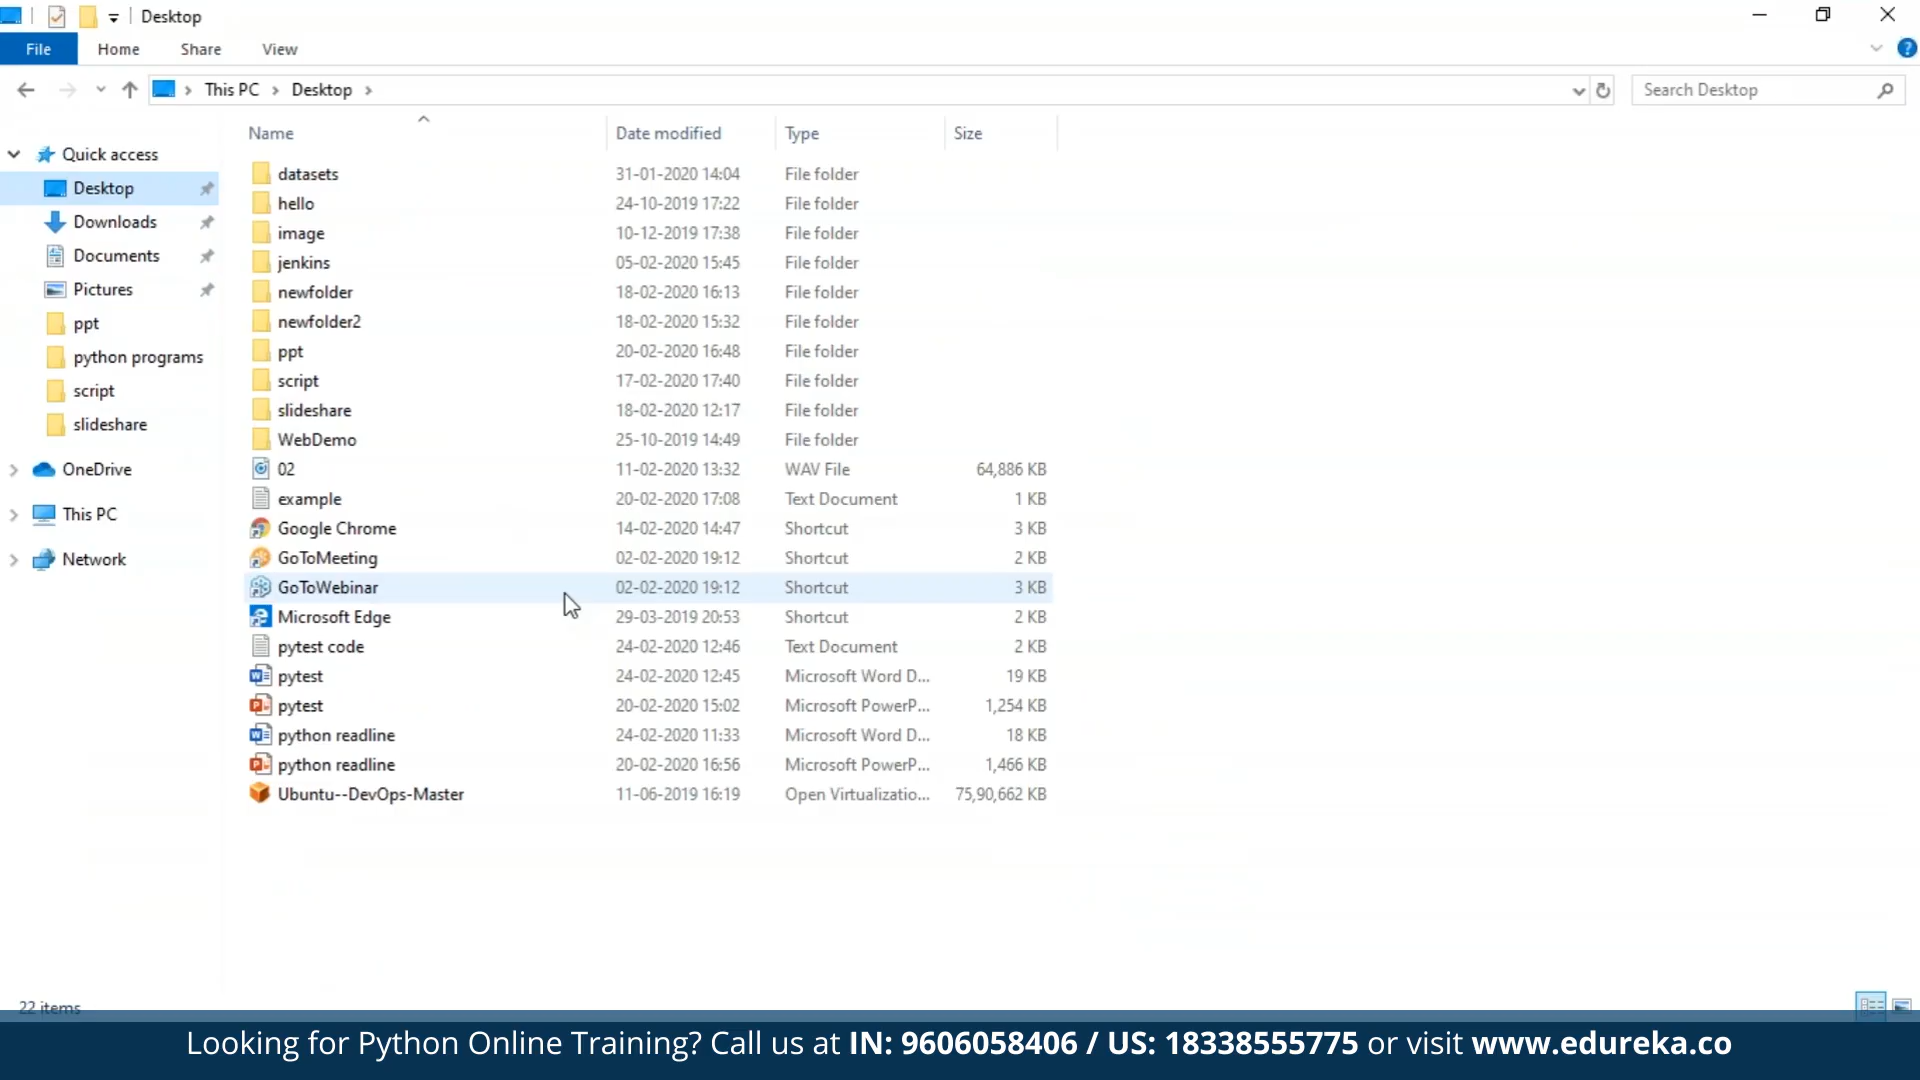 Desktop
File Home Share View
This PC Desktop Search Desktop
Name Date modified Type Size
Quick access
Desktop
Downloads
Documents
Pictures
ppt
python programs
script
slideshare
OneDrive
This PC
Network
datasets 31-01-2020 14:04 File folder
hello 24-10-2019 17:22 File folder
image 10-12-2019 17:38 File folder
jenkins 05-02-2020 15:45 File folder
newfolder 18-02-2020 16:13 File folder
newfolder2 18-02-2020 15:32 File folder
ppt 20-02-2020 16:48 File folder
script 17-02-2020 17:40 File folder
slideshare 18-02-2020 12:17 File folder
WebDemo 25-10-2019 14:49 File folder
02 11-02-2020 13:32 WAV File 64,886 KB
example 20-02-2020 17:08 Text Document 1 KB
Google Chrome 14-02-2020 14:47 Shortcut 3 KB
GoToMeeting 02-02-2020 19:12 Shortcut 2 KB
GoToWebinar 02-02-2020 19:12 Shortcut 3 KB
Microsoft Edge 29-03-2019 20:53 Shortcut 2 KB
pytest code 24-02-2020 12:46 Text Document 2 KB
pytest 24-02-2020 12:45 Microsoft Word D... 19 KB
pytest 20-02-2020 15:02 Microsoft PowerP... 1,254 KB
python readline 24-02-2020 11:33 Microsoft Word D... 18 KB
python readline 20-02-2020 16:56 Microsoft PowerP... 1,466 KB
Ubuntu--DevOps-Master 11-06-2019 16:19 Open Virtualizatio... 75,90,662 KB
22 items
Looking for Python Online Training? Call us at IN: 9606058406 / US: 18338555775 or visit www.edureka.co